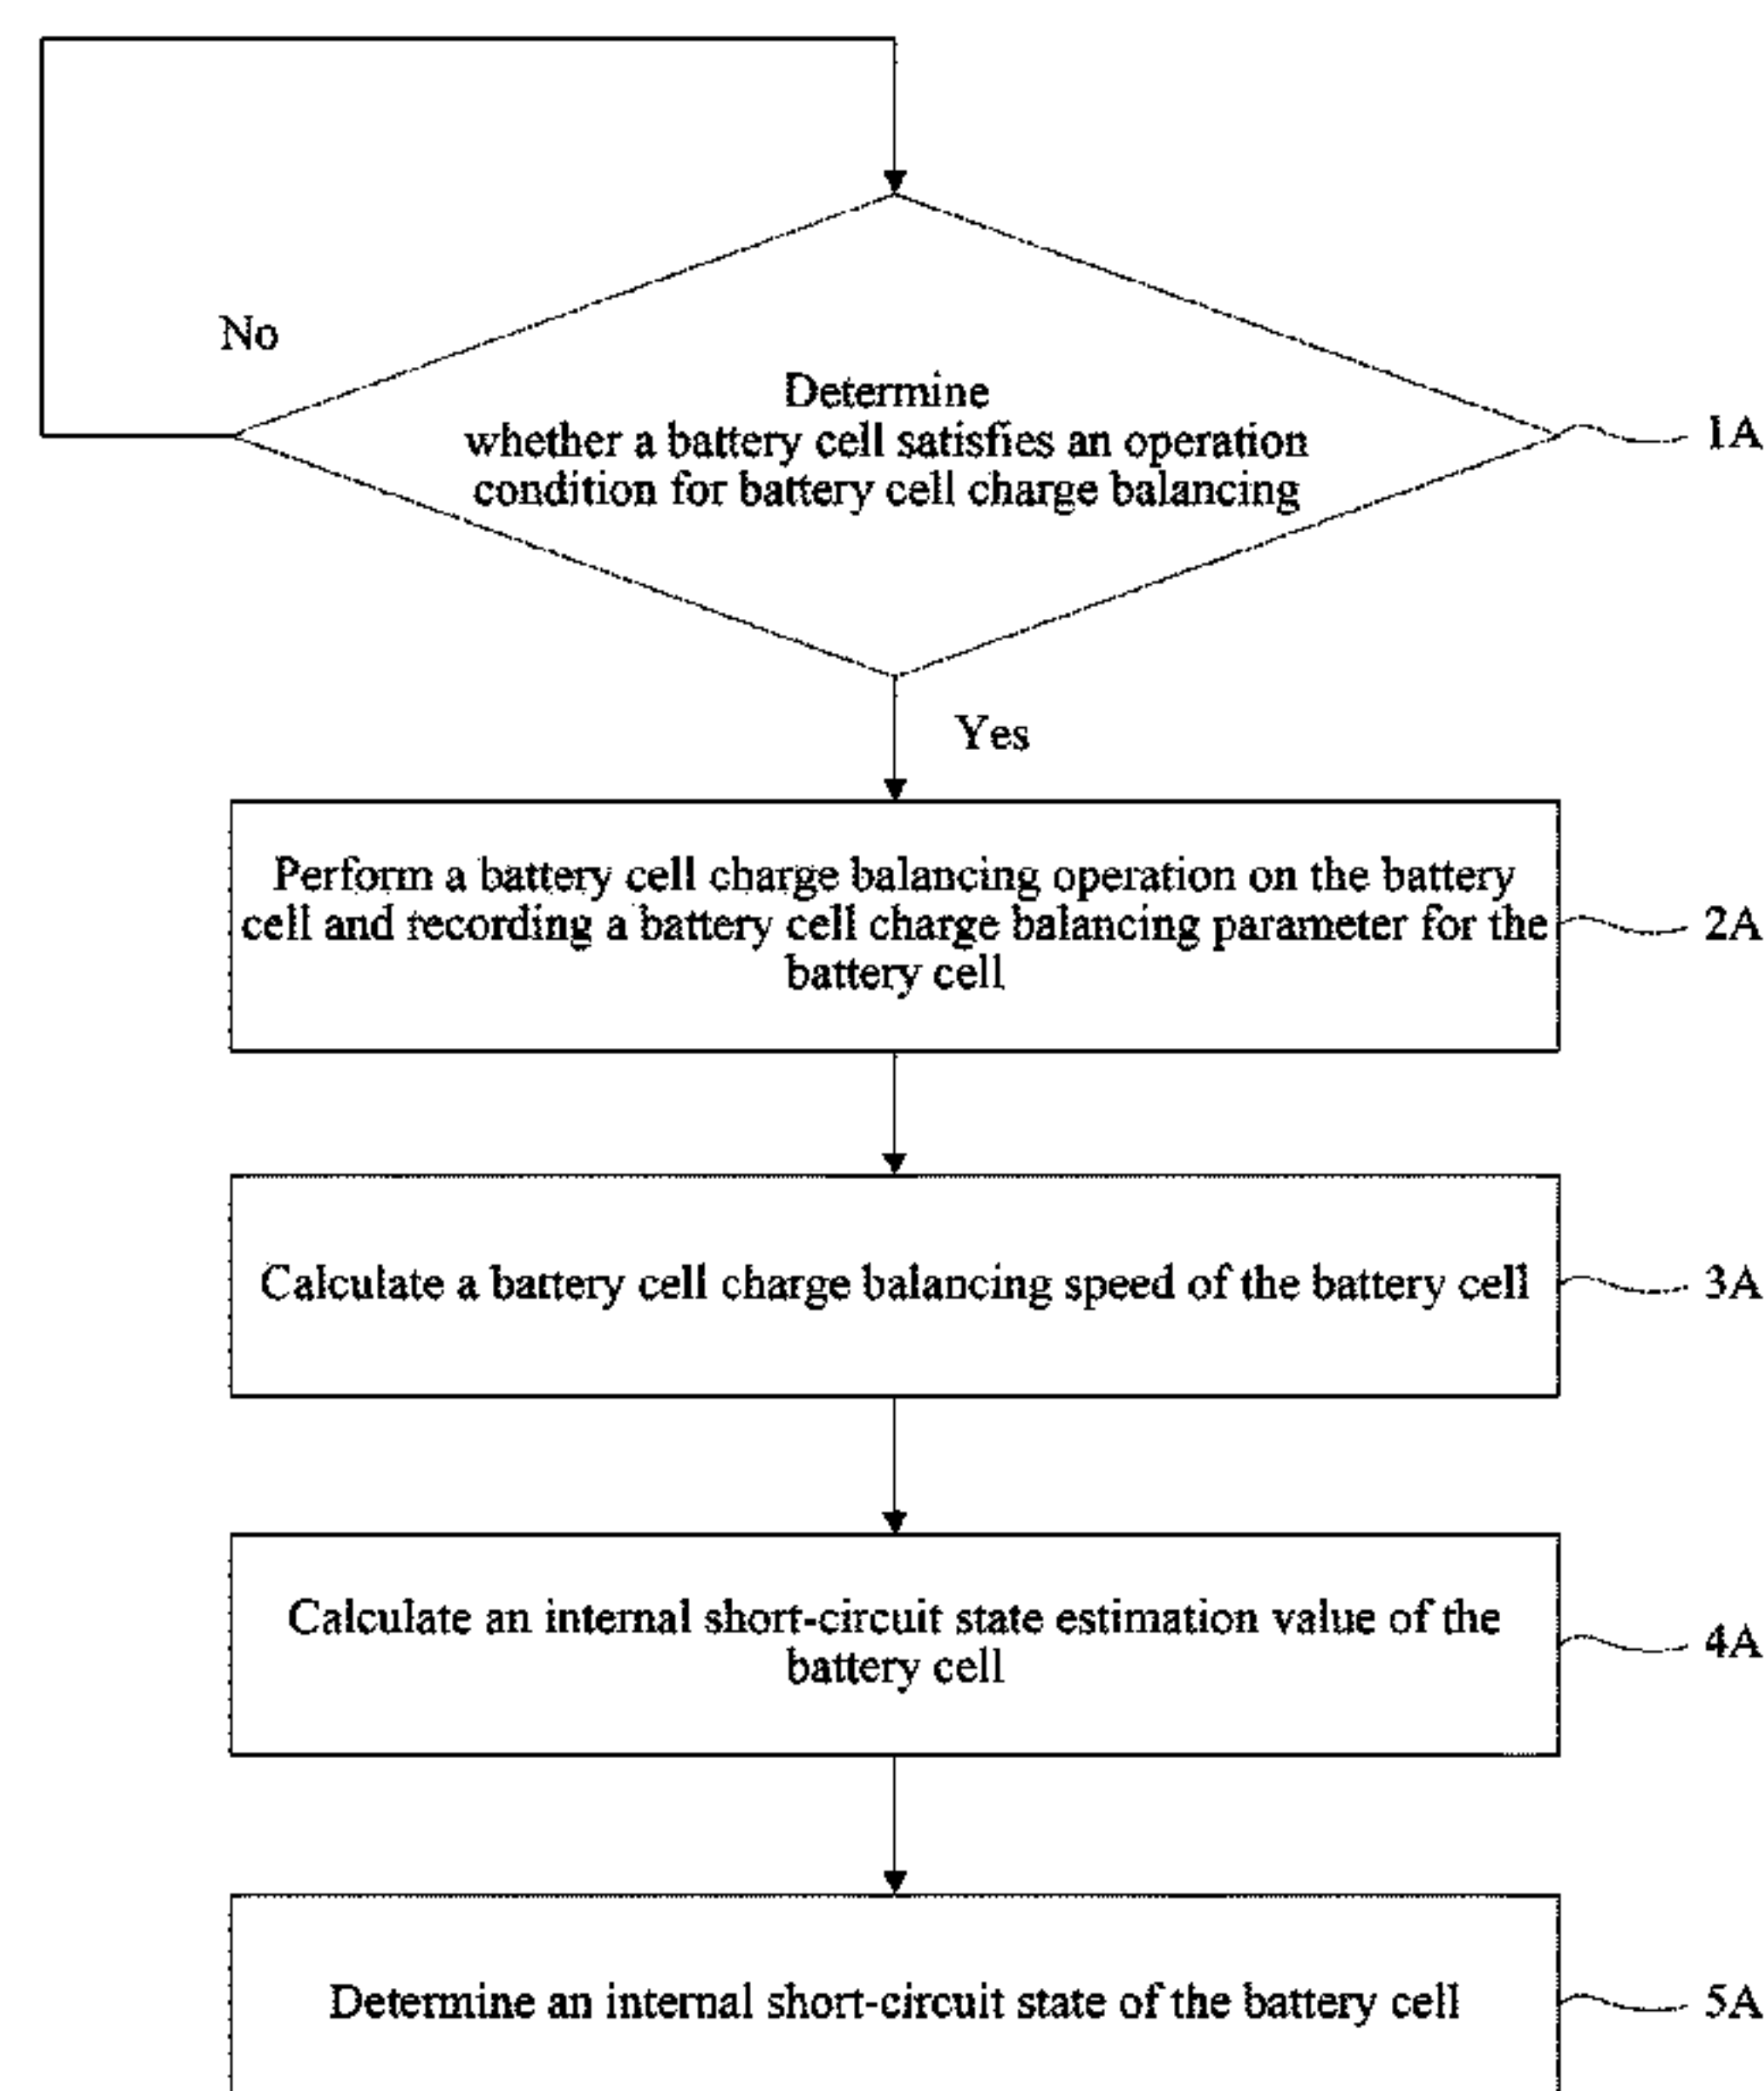 No
Determine
whether a battery cell satisfies an operation
condition for battery cell charge balancing
1A
Yes
Perform a battery cell charge balancing operation on the battery
cell and recording a battery cell charge balancing parameter for the
battery cell
2A
Calculate a battery cell charge balancing speed of the battery cell
3A
Calculate an internal short-circuit state estimation value of the
battery cell
4A
Determine an internal short-circuit state of the battery cell
5A